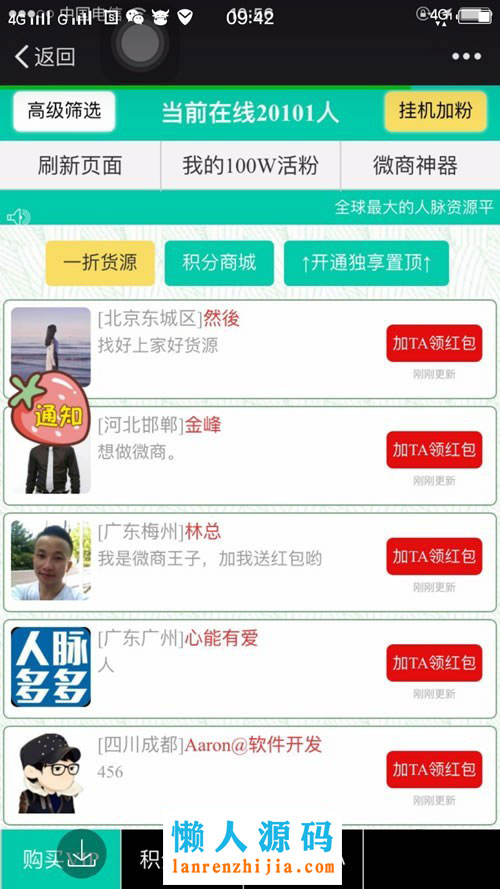 4G G 09:42 4G
中国电信
返回
高级筛选 当前在线20101人 挂机加粉
刷新页面 我的100W活粉 微商神器
全球最大的人脉资源平
一折货源 积分商城 ↑开通独享置顶↑
[北京东城区]然後
找好上家好货源
加TA领红包
刚刚更新
通知
[河北邯郸]金峰
想做微商。
加TA领红包
刚刚更新
[广东梅州]林总
我是微商王子，加我送红包哟
加TA领红包
刚刚更新
人脉
多多
[广东广州]心能有爱
人
加TA领红包
刚刚更新
[四川成都]Aaron@软件开发
456
加TA领红包
刚刚更新
购买 积
懒人源码
lanrenzhijia.com